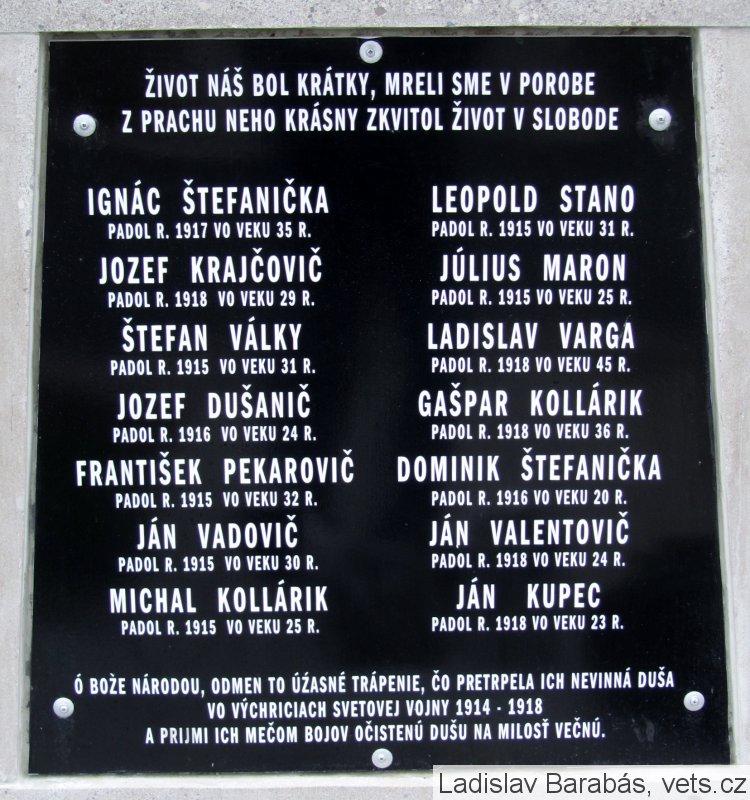 ŽIVOT NÁŠ BOL KRÁTKY, MRELI SME V POROBE
Z PRACHU NEHO KRÁSNY ZKVITOL ŽIVOT V SLOBODE
IGNÁC ŠTEFANIČKA
PADOL R. 1917 VO VEKU 35 R.
JOZEF KRAJČOVIČ
PADOL R. 1918 VO VEKU 29 R.
ŠTEFAN VÁLKY
PADOL R. 1915 VO VEKU 31 R.
JOZEF DUŠANIČ
PADOL R. 1916 VO VEKU 24 R.
FRANTIŠEK PEKAROVIČ
PADOL R. 1915 VO VEKU 32 R.
JÁN VADOVIČ
PADOL R. 1915 VO VEKU 30 R.
MICHAL KOLLÁRIK
PADOL R. 1915 VO VEKU 25 R.
LEOPOLD STANO
PADOL R. 1915 VO VEKU 31 R.
JÚLIUS MARON
PADOL R. 1915 VO VEKU 25 R.
LADISLAV VARGA
PADOL R. 1918 VO VEKU 45 R.
GAŠPAR KOLLÁRIK
PADOL R. 1918 VO VEKU 36 R.
DOMINIK ŠTEFANIČKA
PADOL R. 1916 VO VEKU 20 R.
JÁN VALENTOVIČ
PADOL R. 1918 VO VEKU 24 R.
JÁN KUPEC
PADOL R. 1918 VO VEKU 23 R.
Ó BOŽE NÁRODOU, ODMEN TO ÚŽASNÉ TRÁPENIE, ČO PRETRPELA ICH NEVINNÁ DUŠA
VO VÝCHRICIACH SVETOVEJ VOJNY 1914 - 1918
A PRIJMI ICH MEČOM BOJOV OČISTENÚ DUŠU NA MILOSŤ VEČNÚ.
Ladislav Barabás, vets.cz